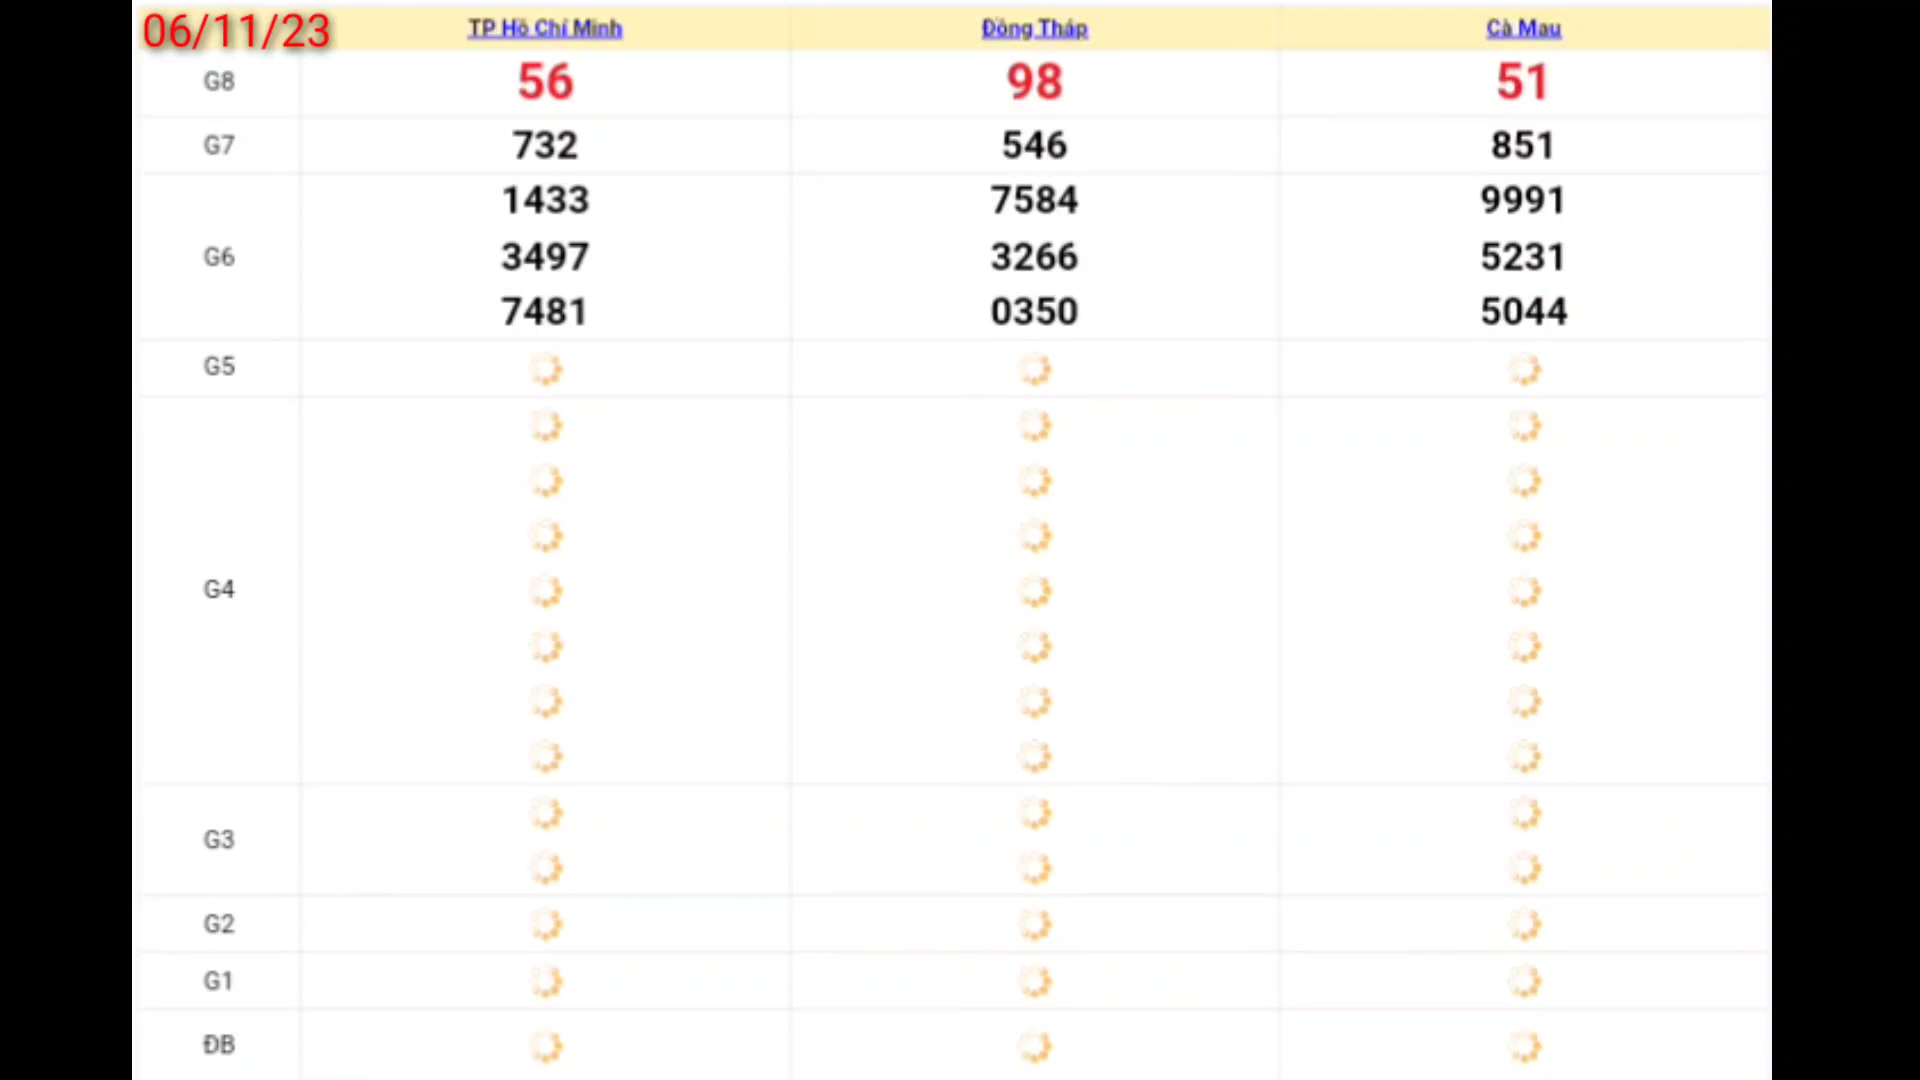 06/11/23 TP Hồ Chí Minh Đồng Tháp Cà Mau
G8 56 98 51
G7 732 546 851
1433 7584 9991
G6 3497 3266 5231
7481 0350 5044
G5
G4
G3
G2
G1
ĐB